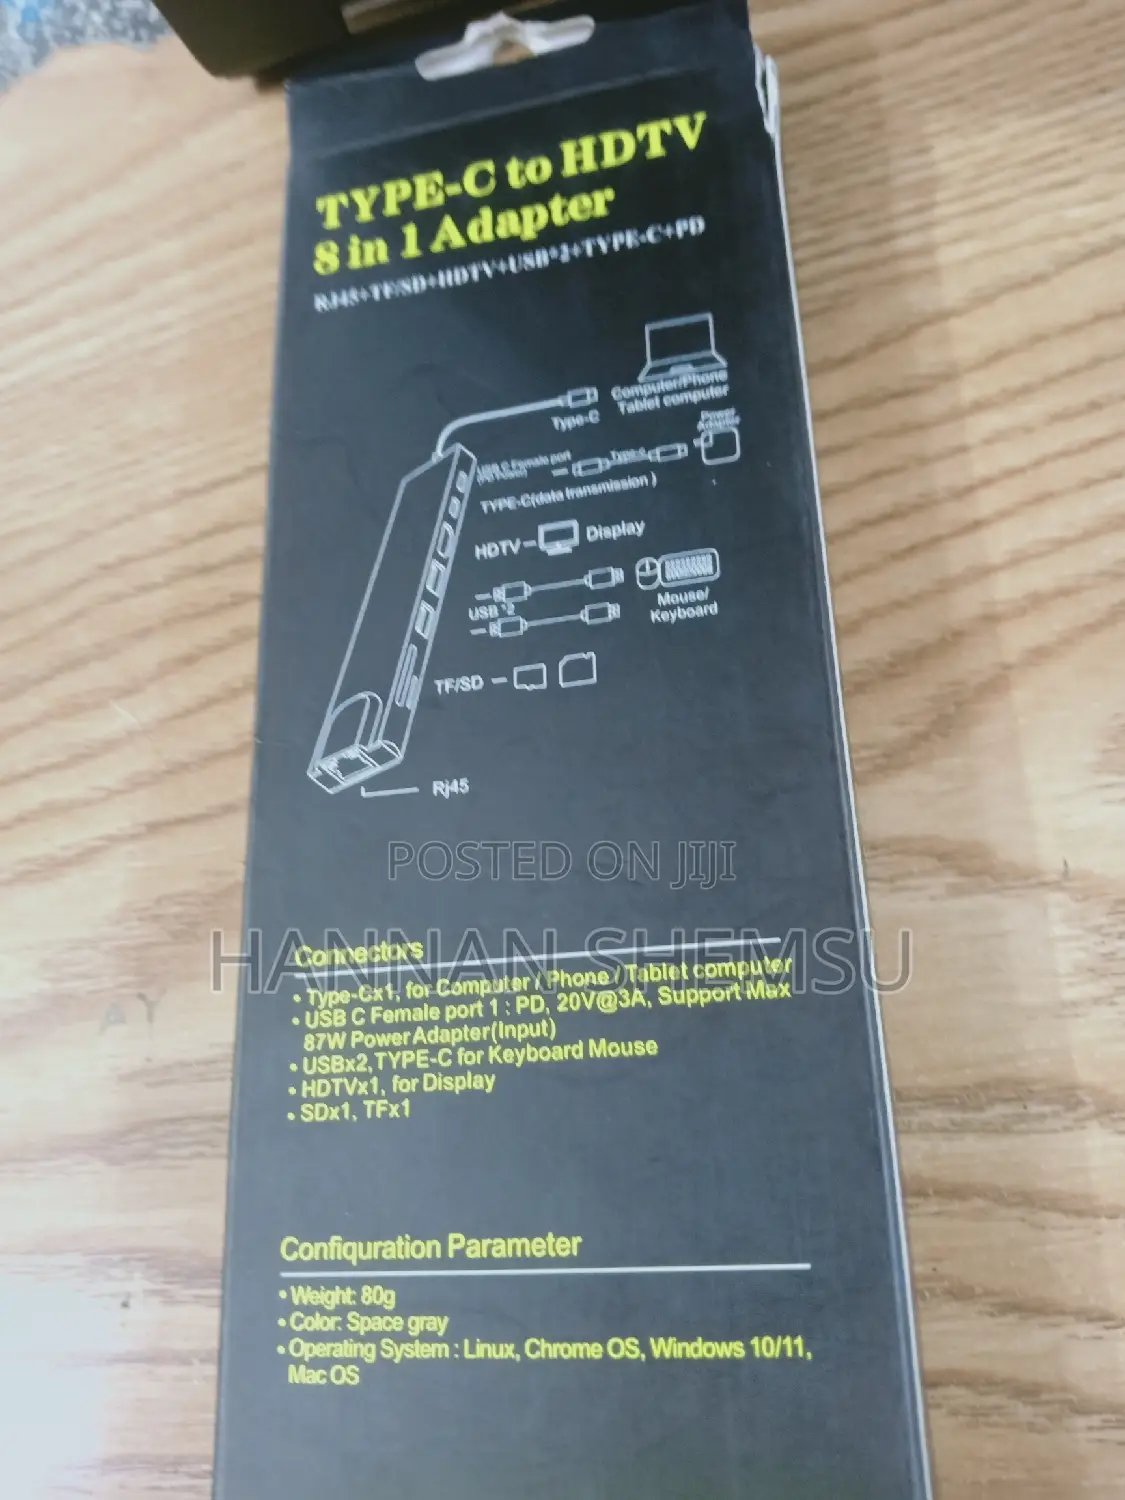 TYPE-C to HDTV
8 in 1 Adapter
RJ45+TF/SD+HDTV+USB*2+TYPE-C+PD
Computer/Phone
Tablet computer
Type-C
Power
Adapter
USB C Female port
Type-c
TYPE-C(data transmission )
HDTV
Display
USB *2
Mouse/
Keyboard
TF/SD
Rj45
POSTED ON JIJI
HANNAN SHEMSU
Connectors
• Type-Cx1, for Computer / Phone / Tablet computer
• USB C Female port 1 : PD, 20V@3A, Support Max
87W Power Adapter(Input)
• USBx2,TYPE-C for Keyboard Mouse
• HDTVx1, for Display
• SDx1, TFx1
Confiquration Parameter
• Weight: 80g
• Color: Space gray
• Operating System : Linux, Chrome OS, Windows 10/11,
Mac OS